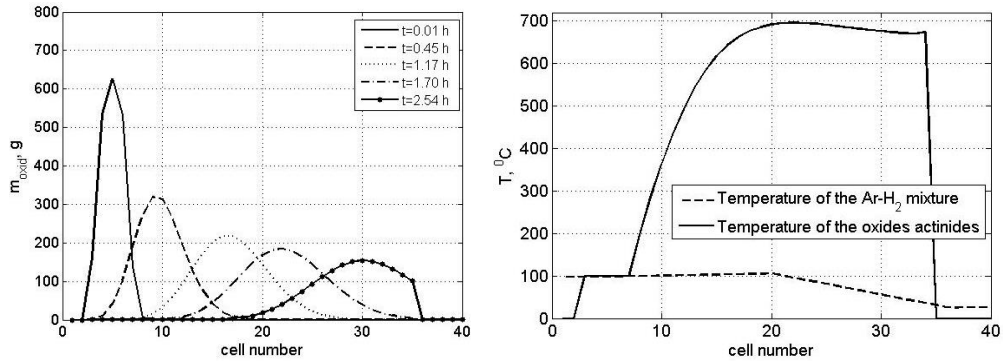 800
700
600
500
400
300
200
100
0
0 10 20 30 40
m_oxid, g
cell number
t=0.01 h
t=0.45 h
t=1.17 h
t=1.70 h
t=2.54 h
700
600
500
400
300
200
100
0
0 10 20 30 40
T, ⁰C
cell number
Temperature of the Ar-H₂ mixture
Temperature of the oxides actinides